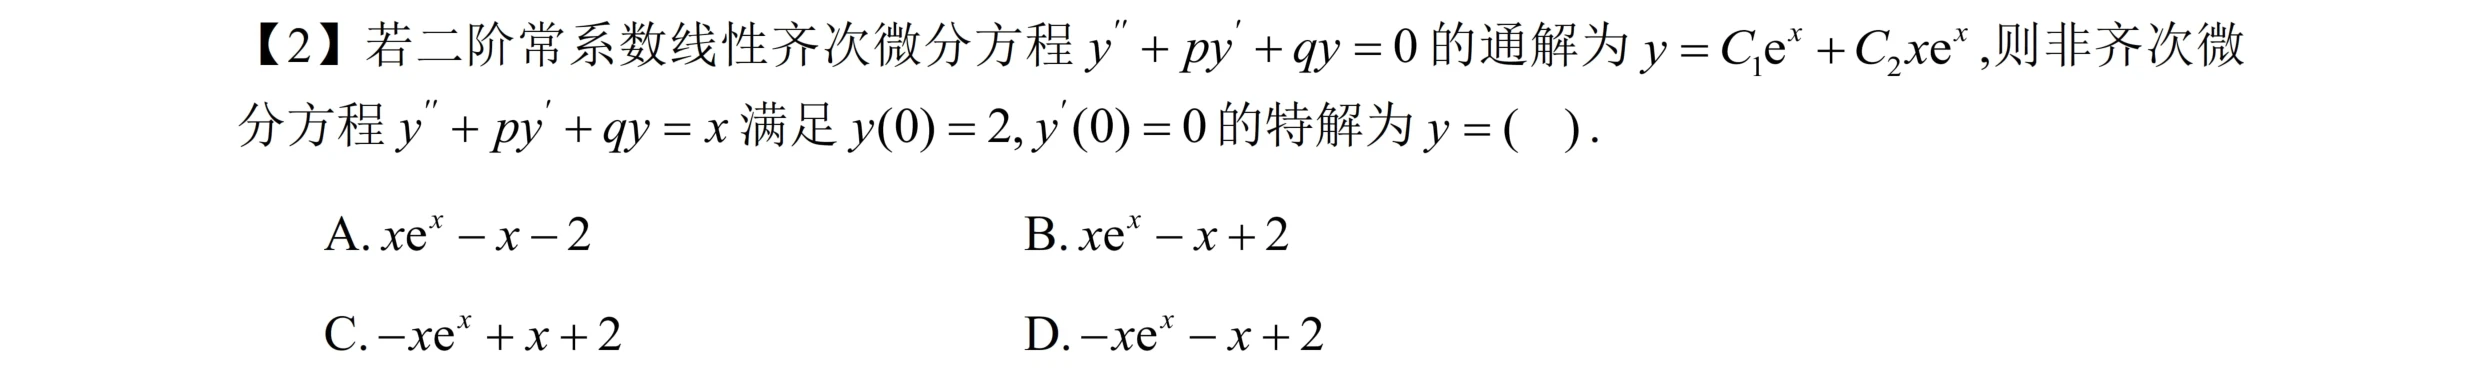 【2】若二阶常系数线性齐次微分方程 y″ + py′ + qy = 0 的通解为 y = C₁eˣ + C₂xeˣ ,则非齐次微
分方程 y″ + py′ + qy = x 满足 y(0) = 2, y′(0) = 0 的特解为 y = (  ) .
A. xeˣ − x − 2 B. xeˣ − x + 2
C. −xeˣ + x + 2 D. −xeˣ − x + 2